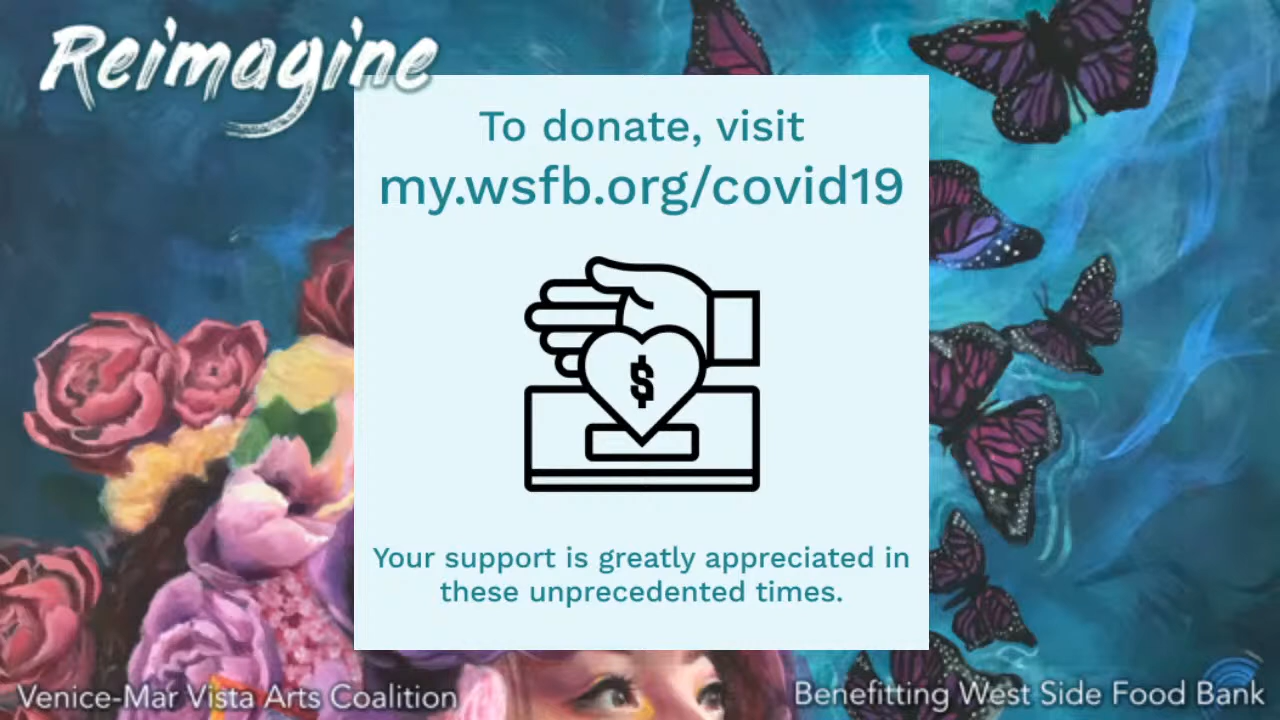 Reimagine
To donate, visit
my.wsfb.org/covid19
$
Your support is greatly appreciated in
these unprecedented times.
Venice-Mar Vista Arts Coalition
Benefitting West Side Food Bank